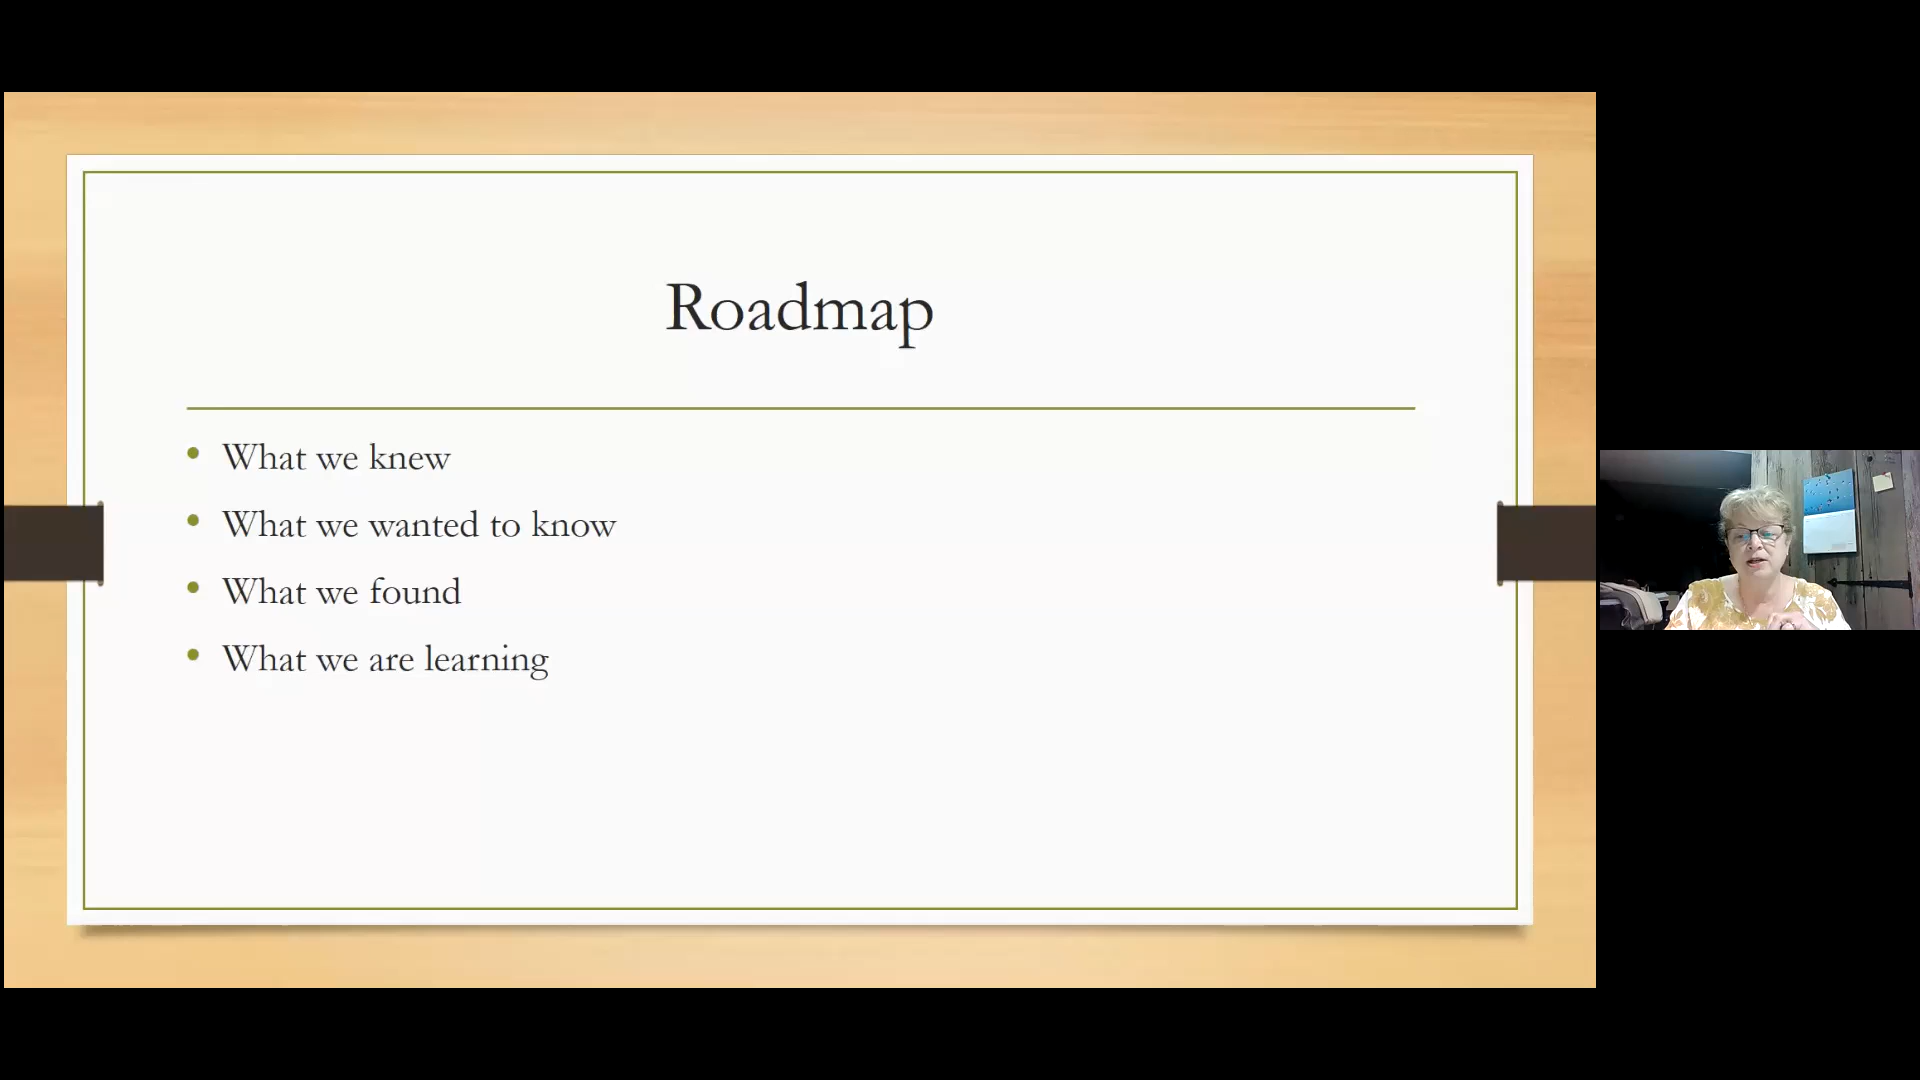 Roadmap
What we knew
What we wanted to know
What we found
What we are learning